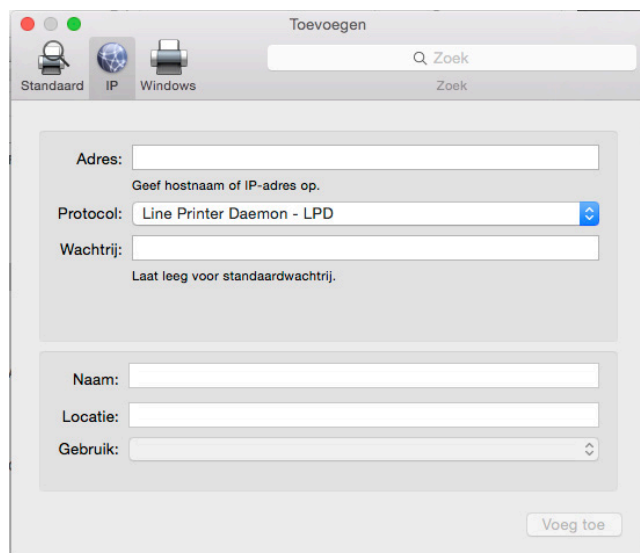 Toevoegen
Zoek
Standaard IP Windows Zoek
Adres:
Geef hostnaam of IP-adres op.
Protocol: Line Printer Daemon - LPD
Wachtrij:
Laat leeg voor standaardwachtrij.
Naam:
Locatie:
Gebruik:
Voeg toe